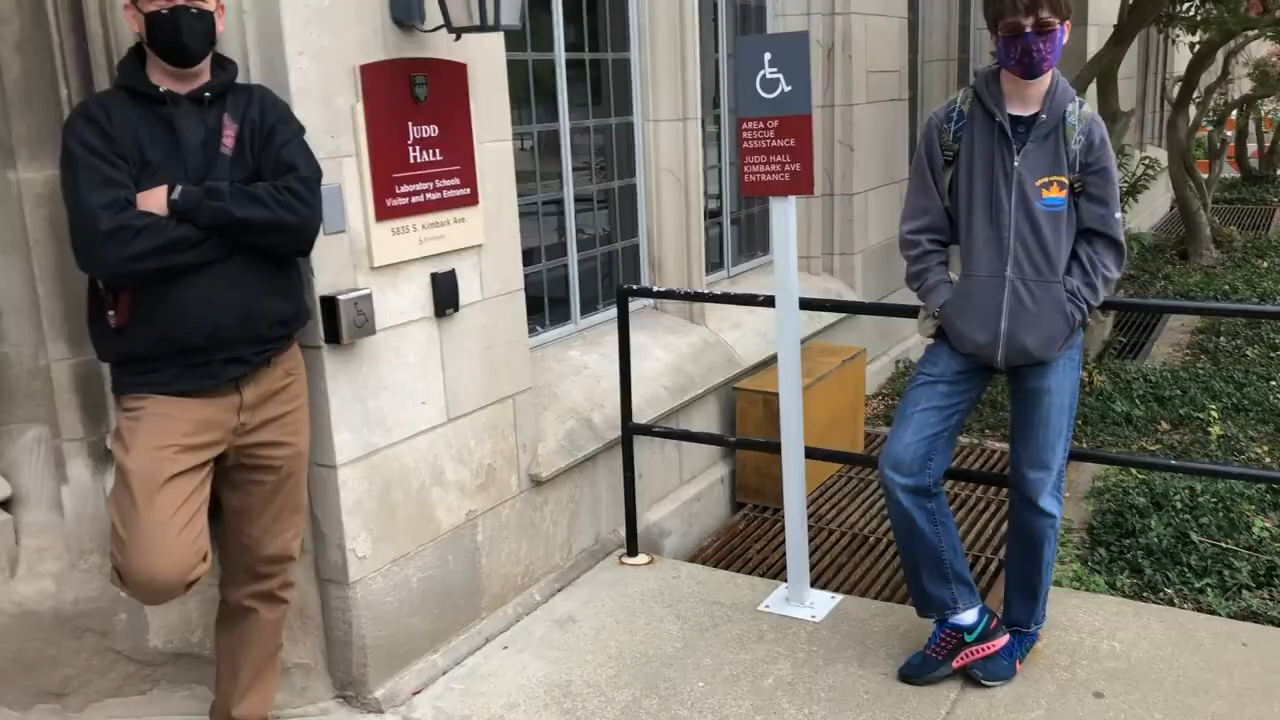 JUDD
HALL
Laboratory Schools
Visitor and Main Entrance
5835 S. Kimbark Ave.
AREA OF
RESCUE
ASSISTANCE
JUDD HALL
KIMBARK AVE
ENTRANCE